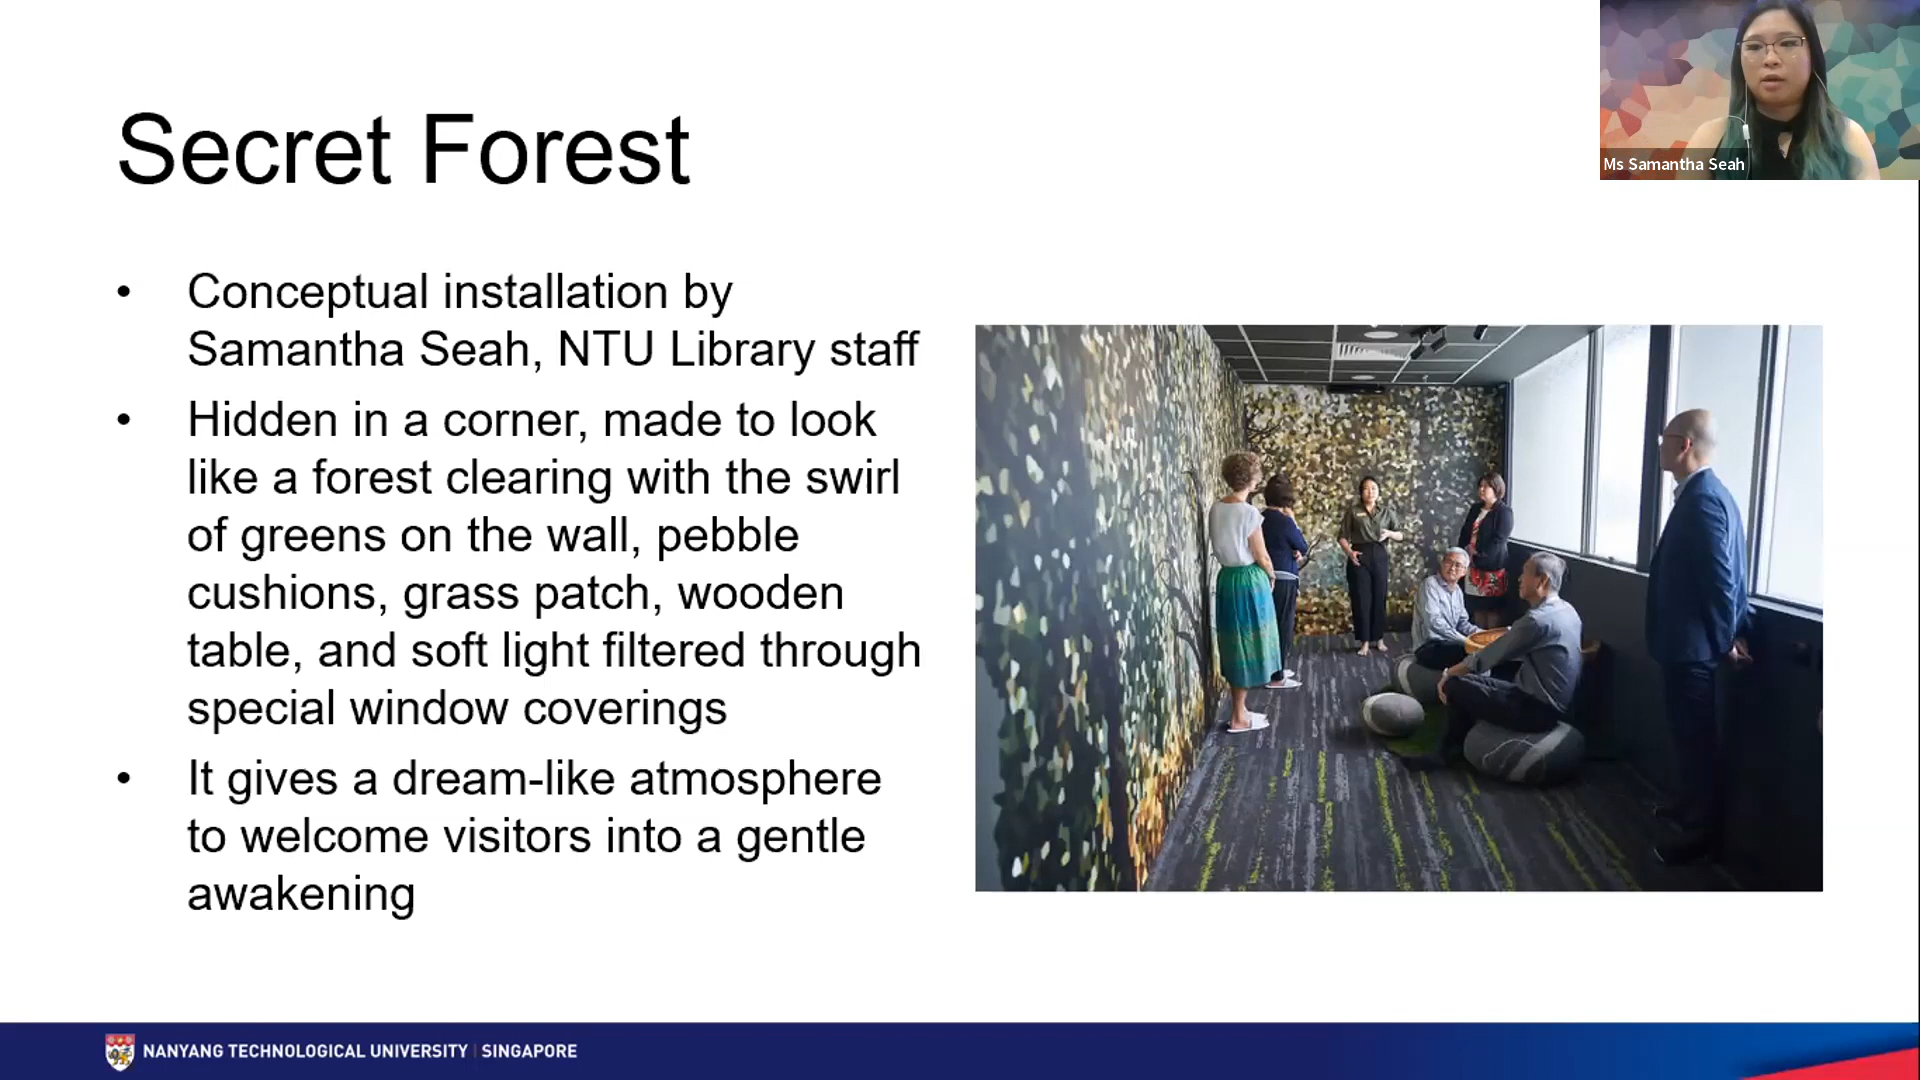 Secret Forest
Ms Samantha Seah
• Conceptual installation by
Samantha Seah, NTU Library staff
• Hidden in a corner, made to look
like a forest clearing with the swirl
of greens on the wall, pebble
cushions, grass patch, wooden
table, and soft light filtered through
special window coverings
• It gives a dream-like atmosphere
to welcome visitors into a gentle
awakening
NANYANG TECHNOLOGICAL UNIVERSITY | SINGAPORE